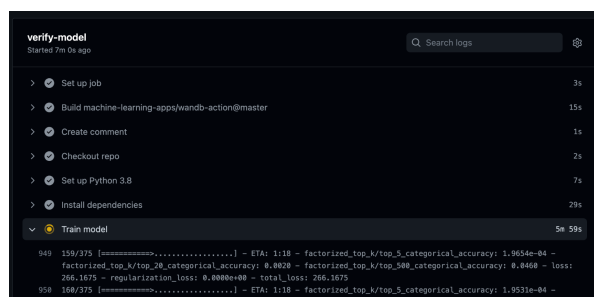 verify-model
Started 7m 0s ago
Search logs
Set up job 3s
Build machine-learning-apps/wandb-action@master 15s
Create comment 1s
Checkout repo 2s
Set up Python 3.8 7s
Install dependencies 29s
Train model 5m 59s
949 159/375 [===========>..................] - ETA: 1:18 - factorized_top_k/top_5_categorical_accuracy: 1.9654e-04 -
factorized_top_k/top_20_categorical_accuracy: 0.0020 - factorized_top_k/top_500_categorical_accuracy: 0.0460 - loss:
266.1675 - regularization_loss: 0.0000e+00 - total_loss: 266.1675
950 160/375 [===========>..................] - ETA: 1:18 - factorized_top_k/top_5_categorical_accuracy: 1.9531e-04 -